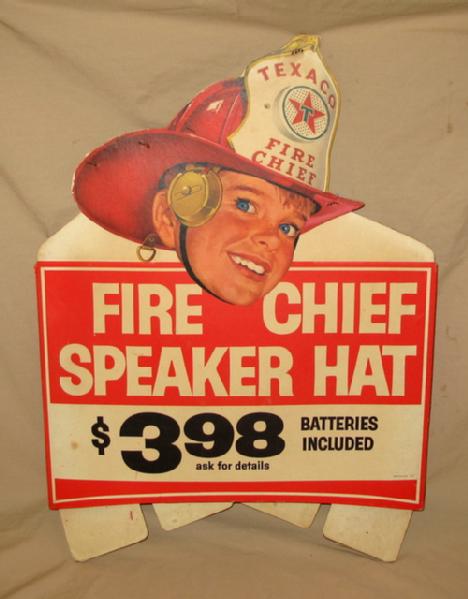 TEXACO
T
FIRE
CHIEF
FIRE CHIEF
SPEAKER HAT
$398 BATTERIES
INCLUDED
ask for details